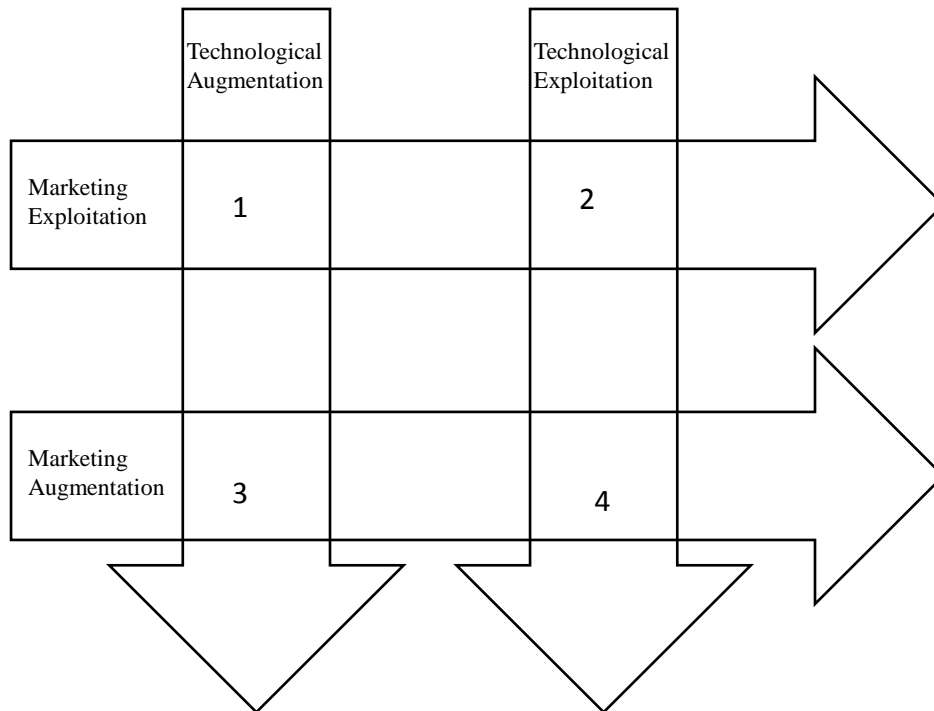 Technological
Augmentation
Technological
Exploitation
Marketing
Exploitation
1
2
Marketing
Augmentation
3
4